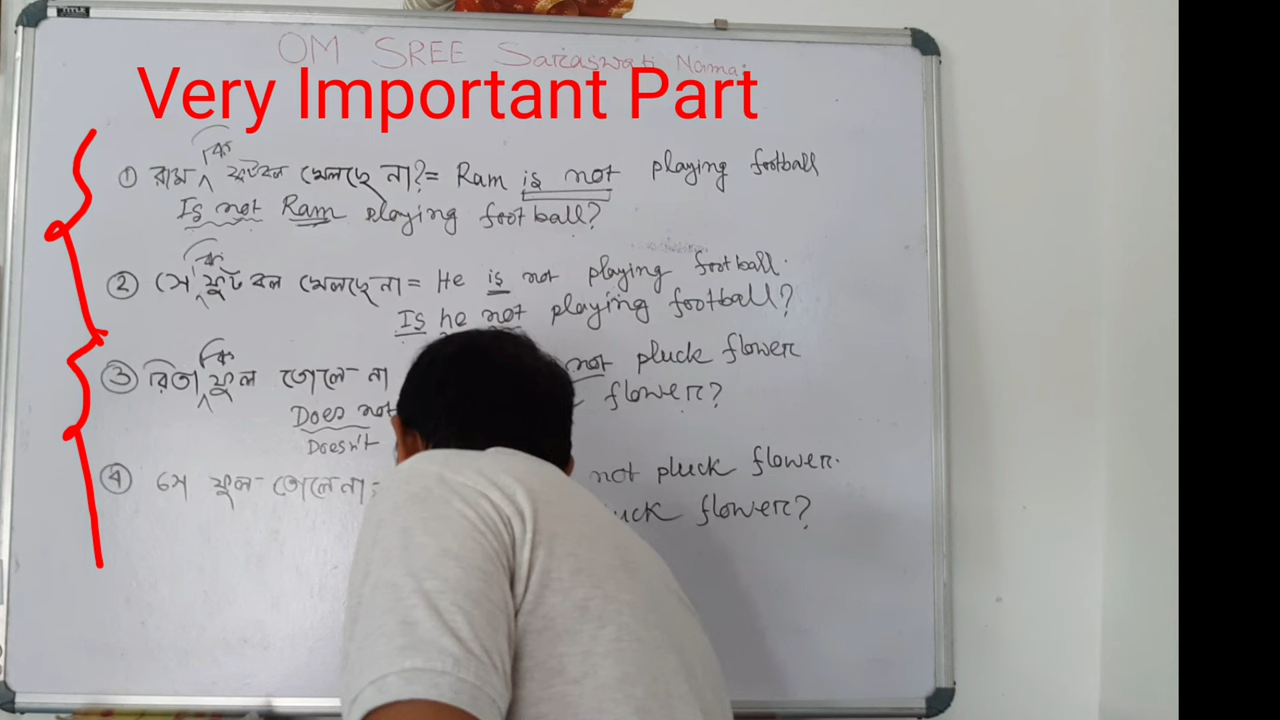 TITLE
OM SREE Saraswati Nama:
Very Important Part
কি
① রাম ^ ফুটবল খেলছে না? = Ram is not playing football
Is not Ram playing football?
কি
② সে ^ ফুটবল খেলছে না = He is not playing football.
Is he not playing football?
কি
③ রিতা ^ ফুল তোলে না not pluck flower
Does not flower?
Doesn't
④ সে ফুল তোলে না = not pluck flower.
flower?